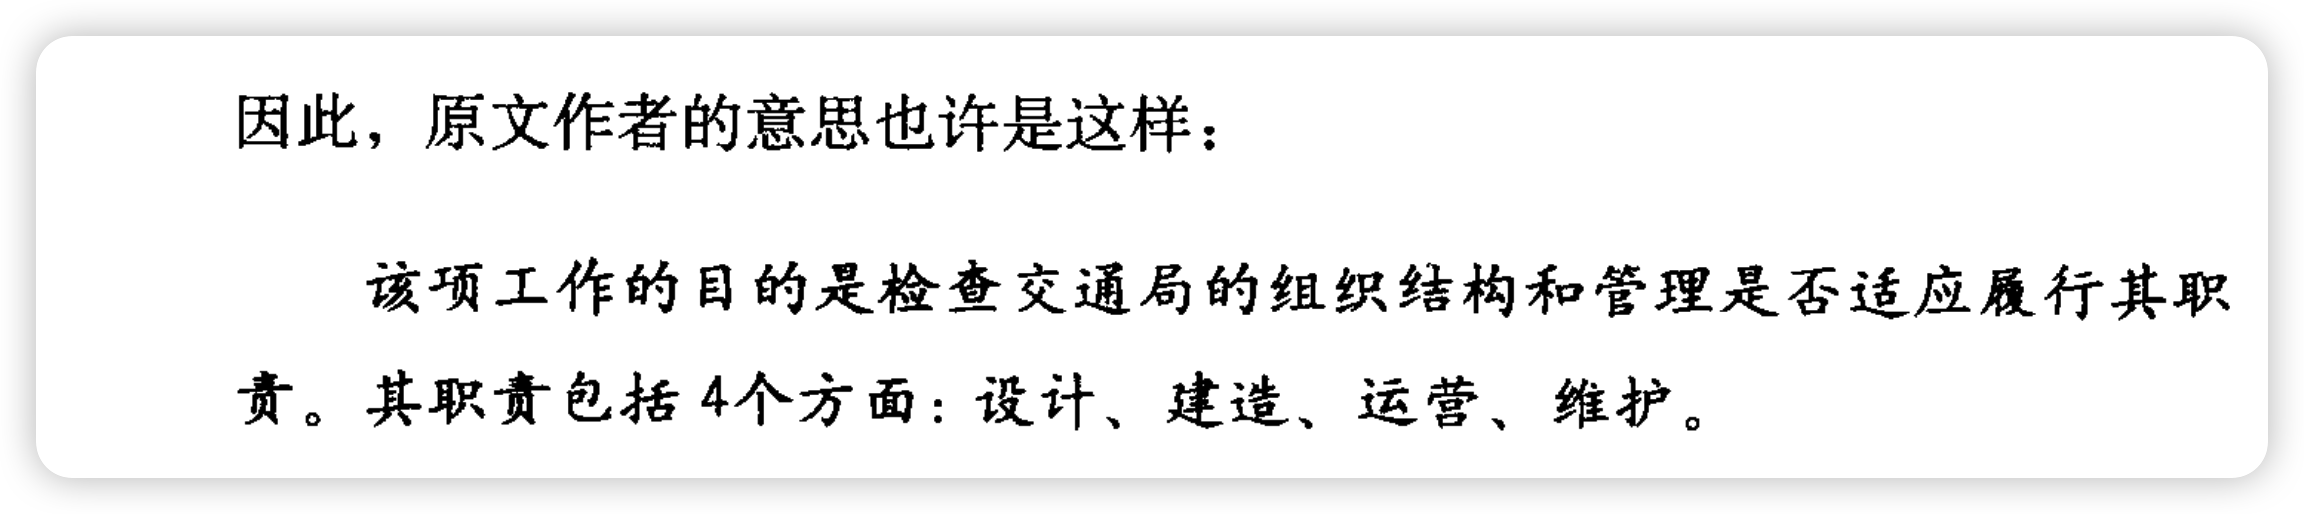 因此，原文作者的意思也许是这样：
该项工作的目的是检查交通局的组织结构和管理是否适应履行其职
责。其职责包括 4个方面：设计、建造、运营、维护。